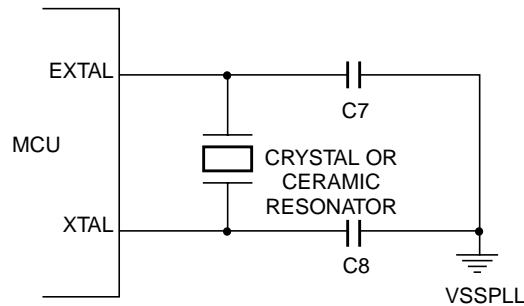 EXTAL
C7
MCU
CRYSTAL OR
CERAMIC
RESONATOR
XTAL
C8
VSSPLL